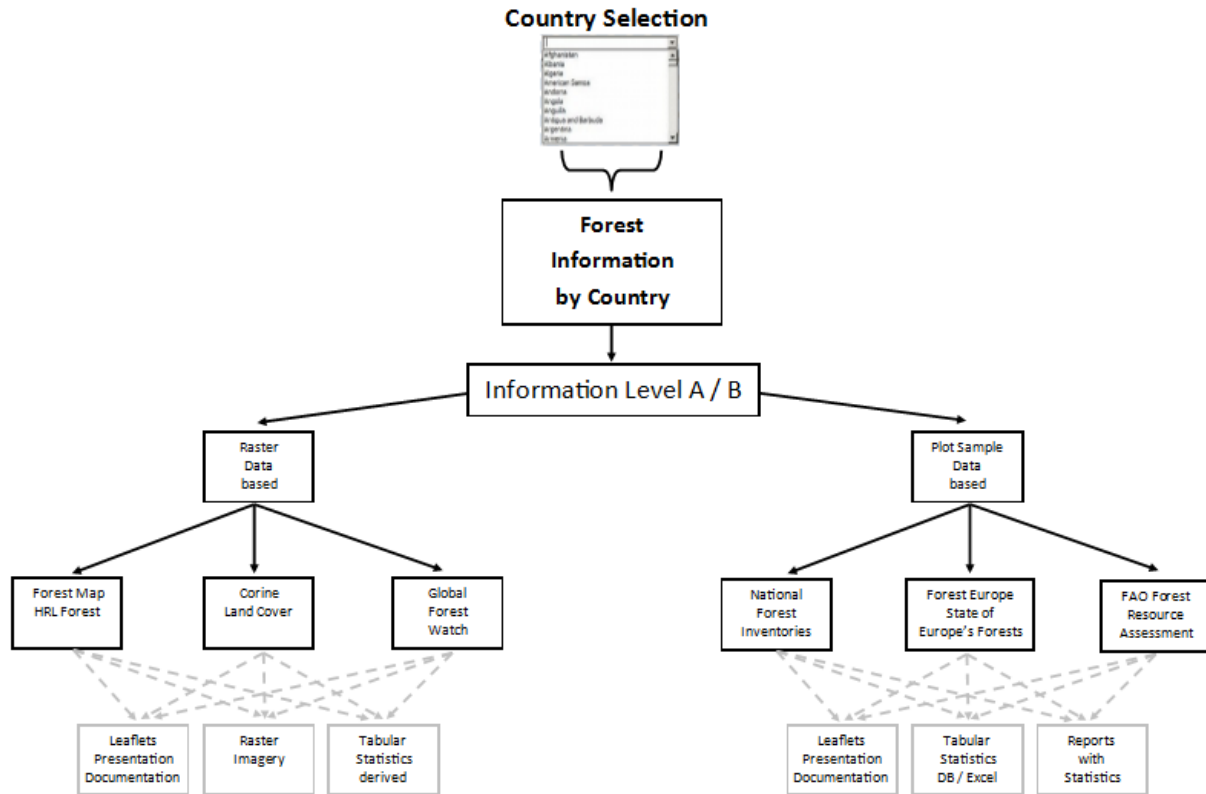 Country Selection
Afghanistan
Albania
Algeria
American Samoa
Andorra
Angola
Anguilla
Antigua and Barbuda
Argentina
Armenia
Forest
Information
by Country
Information Level A / B
Raster
Data
based
Plot Sample
Data
based
Forest Map
HRL Forest
Corine
Land Cover
Global
Forest
Watch
National
Forest
Inventories
Forest Europe
State of
Europe's Forests
FAO Forest
Resource
Assessment
Leaflets
Presentation
Documentation
Raster
Imagery
Tabular
Statistics
derived
Leaflets
Presentation
Documentation
Tabular
Statistics
DB / Excel
Reports
with
Statistics